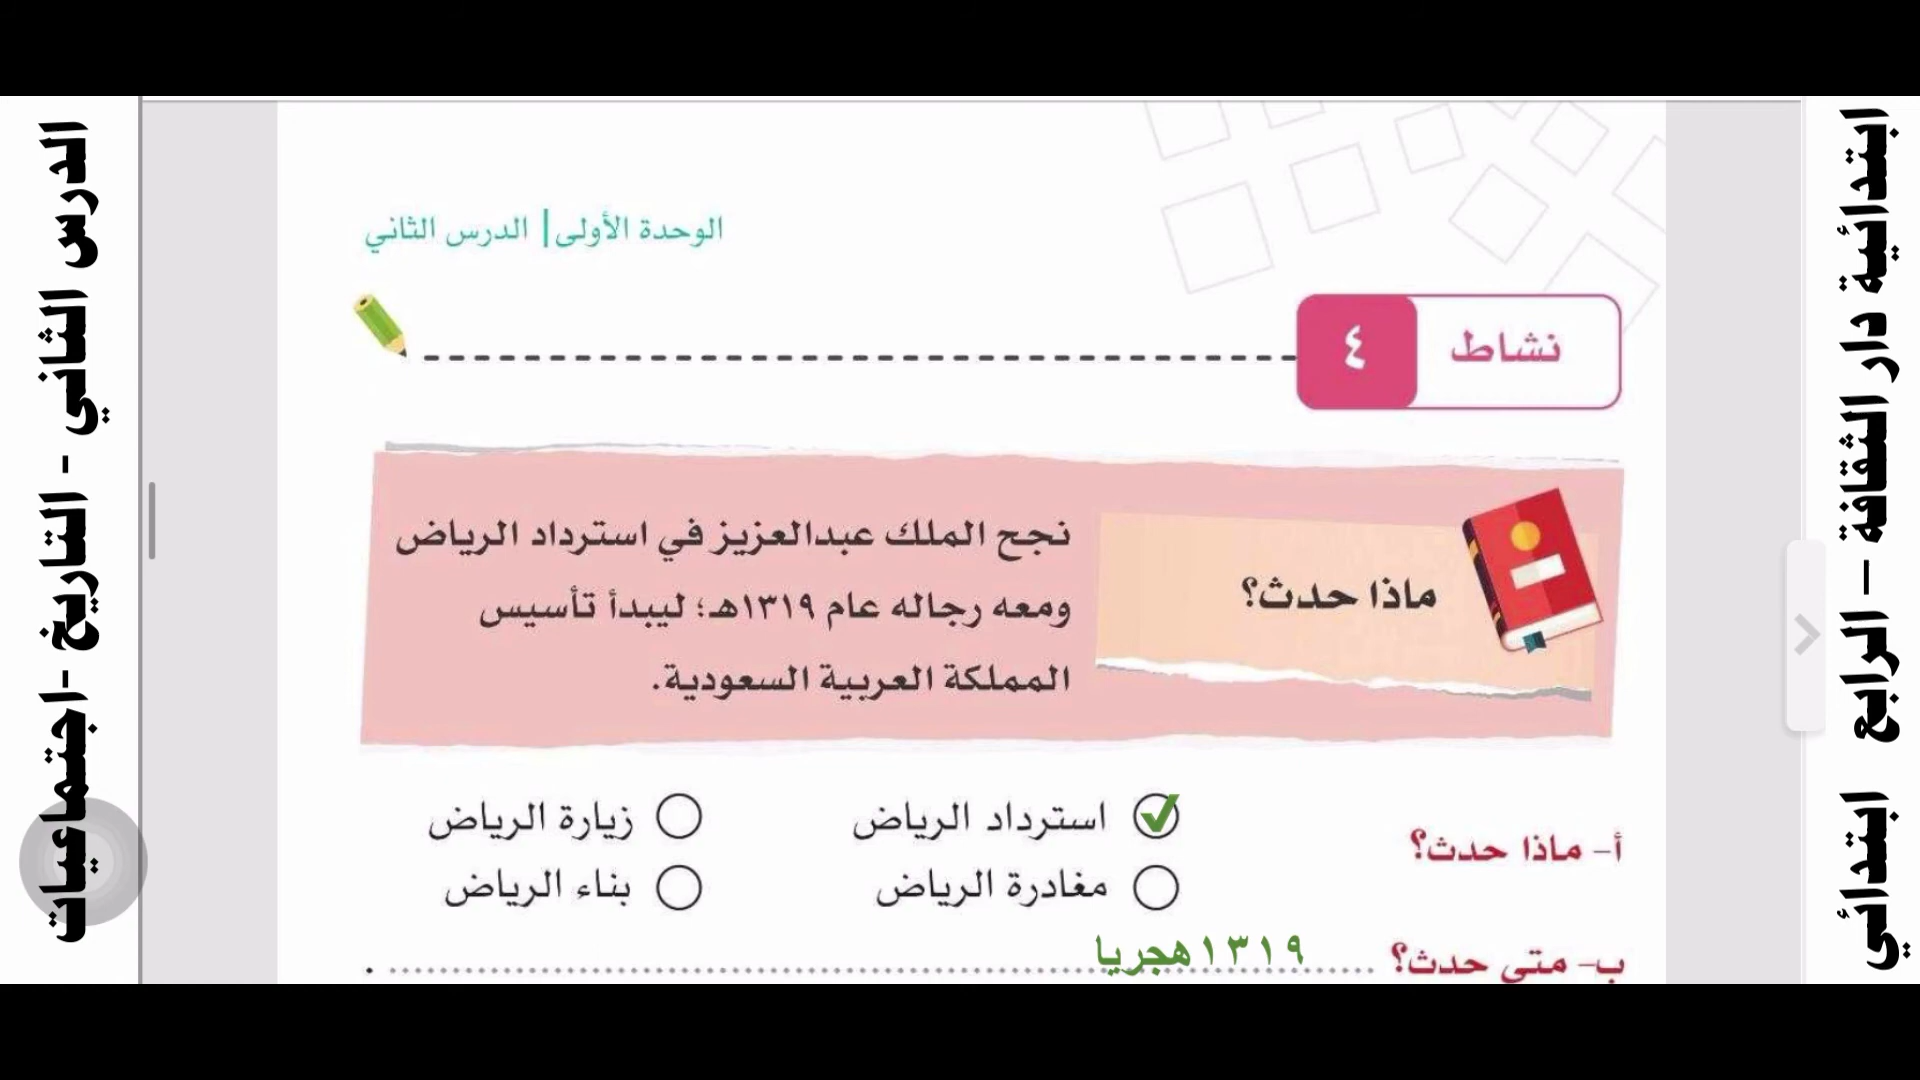 ابتدائية دار الثقافة – الرابع ابتدائي
الدرس الثاني - التاريخ -اجتماعيات
الوحدة الأولى| الدرس الثاني
نشاط ٤
ماذا حدث؟
نجح الملك عبدالعزيز في استرداد الرياض
ومعه رجاله عام ١٣١٩هـ؛ ليبدأ تأسيس
المملكة العربية السعودية.
أ- ماذا حدث؟
استرداد الرياض
زيارة الرياض
مغادرة الرياض
بناء الرياض
ب- متى حدث؟ ١٣١٩هجريا .